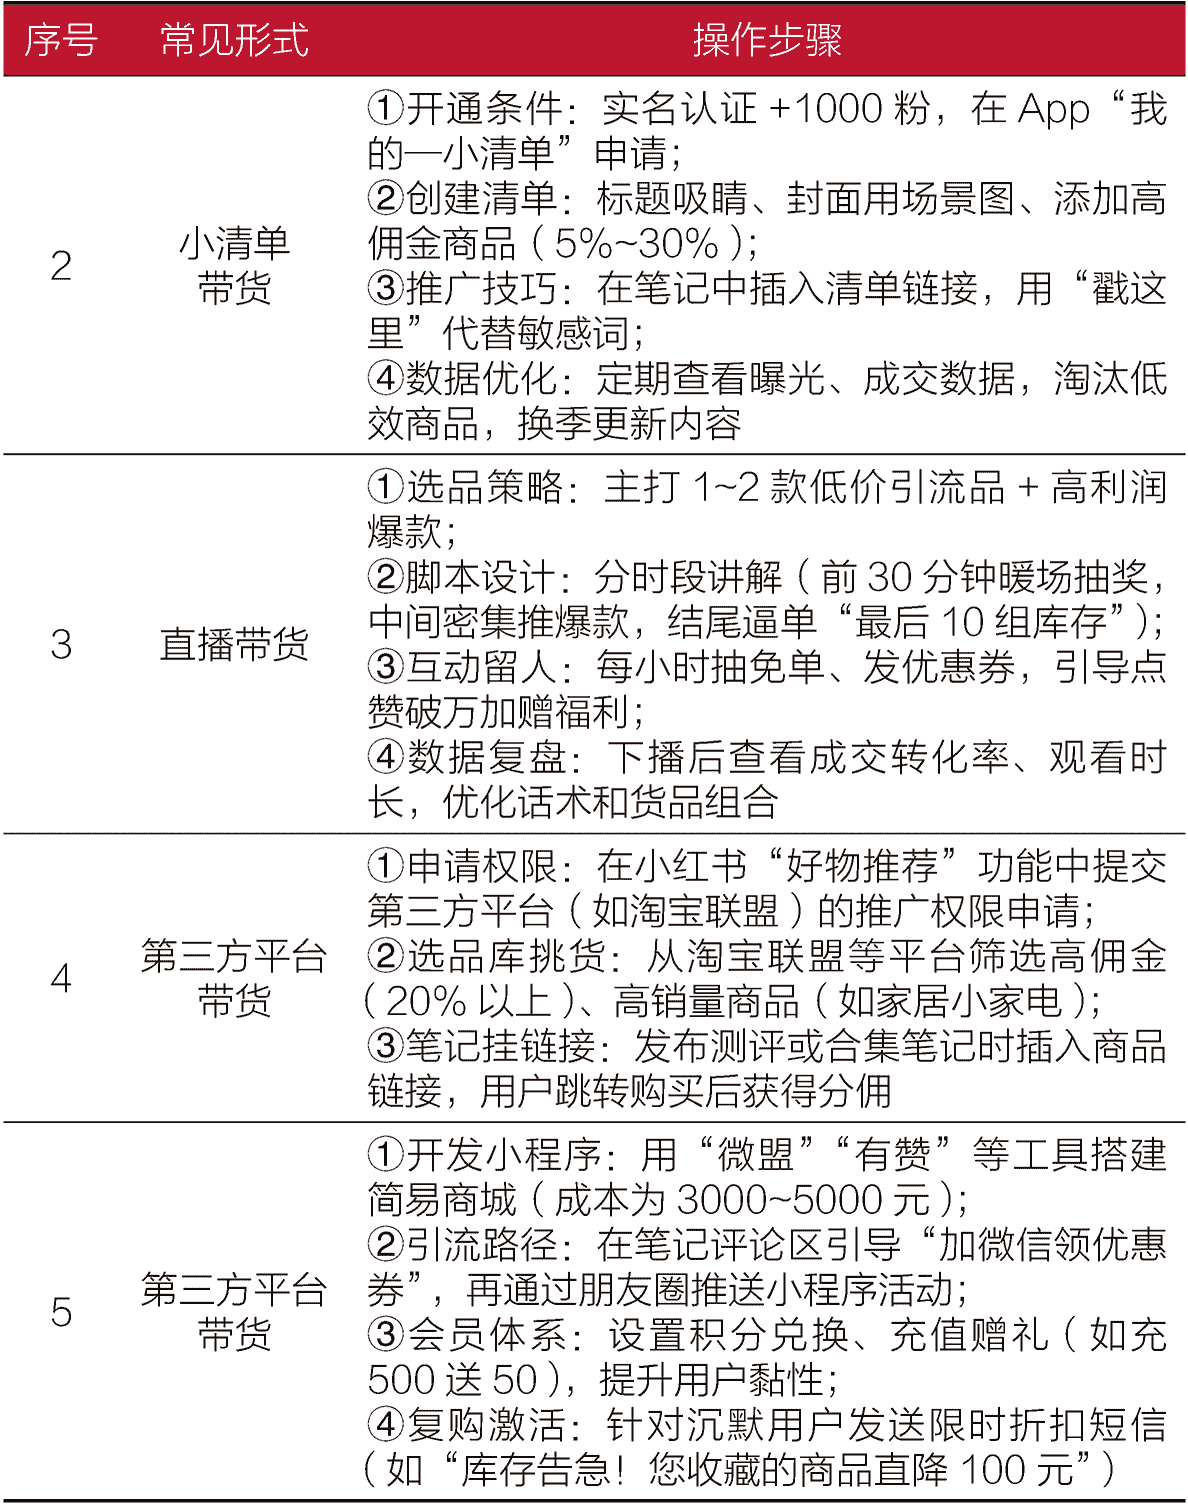 序号 常见形式 操作步骤
2
小清单
带货
①开通条件：实名认证 +1000 粉，在 App“我
的—小清单”申请；
②创建清单：标题吸睛、封面用场景图、添加高
佣金商品（5%~30%）；
③推广技巧：在笔记中插入清单链接，用“戳这
里”代替敏感词；
④数据优化：定期查看曝光、成交数据，淘汰低
效商品，换季更新内容
3
直播带货
①选品策略：主打 1~2 款低价引流品 + 高利润
爆款；
②脚本设计：分时段讲解（前 30 分钟暖场抽奖，
中间密集推爆款，结尾逼单“最后 10 组库存”）；
③互动留人：每小时抽免单、发优惠券，引导点
赞破万加赠福利；
④数据复盘：下播后查看成交转化率、观看时
长，优化话术和货品组合
4
第三方平台
带货
①申请权限：在小红书“好物推荐”功能中提交
第三方平台（如淘宝联盟）的推广权限申请；
②选品库挑货：从淘宝联盟等平台筛选高佣金
（20% 以上）、高销量商品（如家居小家电）；
③笔记挂链接：发布测评或合集笔记时插入商品
链接，用户跳转购买后获得分佣
5
第三方平台
带货
①开发小程序：用“微盟”“有赞”等工具搭建
简易商城（成本为 3000~5000 元）；
②引流路径：在笔记评论区引导“加微信领优惠
券”，再通过朋友圈推送小程序活动；
③会员体系：设置积分兑换、充值赠礼（如充
500 送 50），提升用户黏性；
④复购激活：针对沉默用户发送限时折扣短信
（如“库存告急！您收藏的商品直降 100 元”）